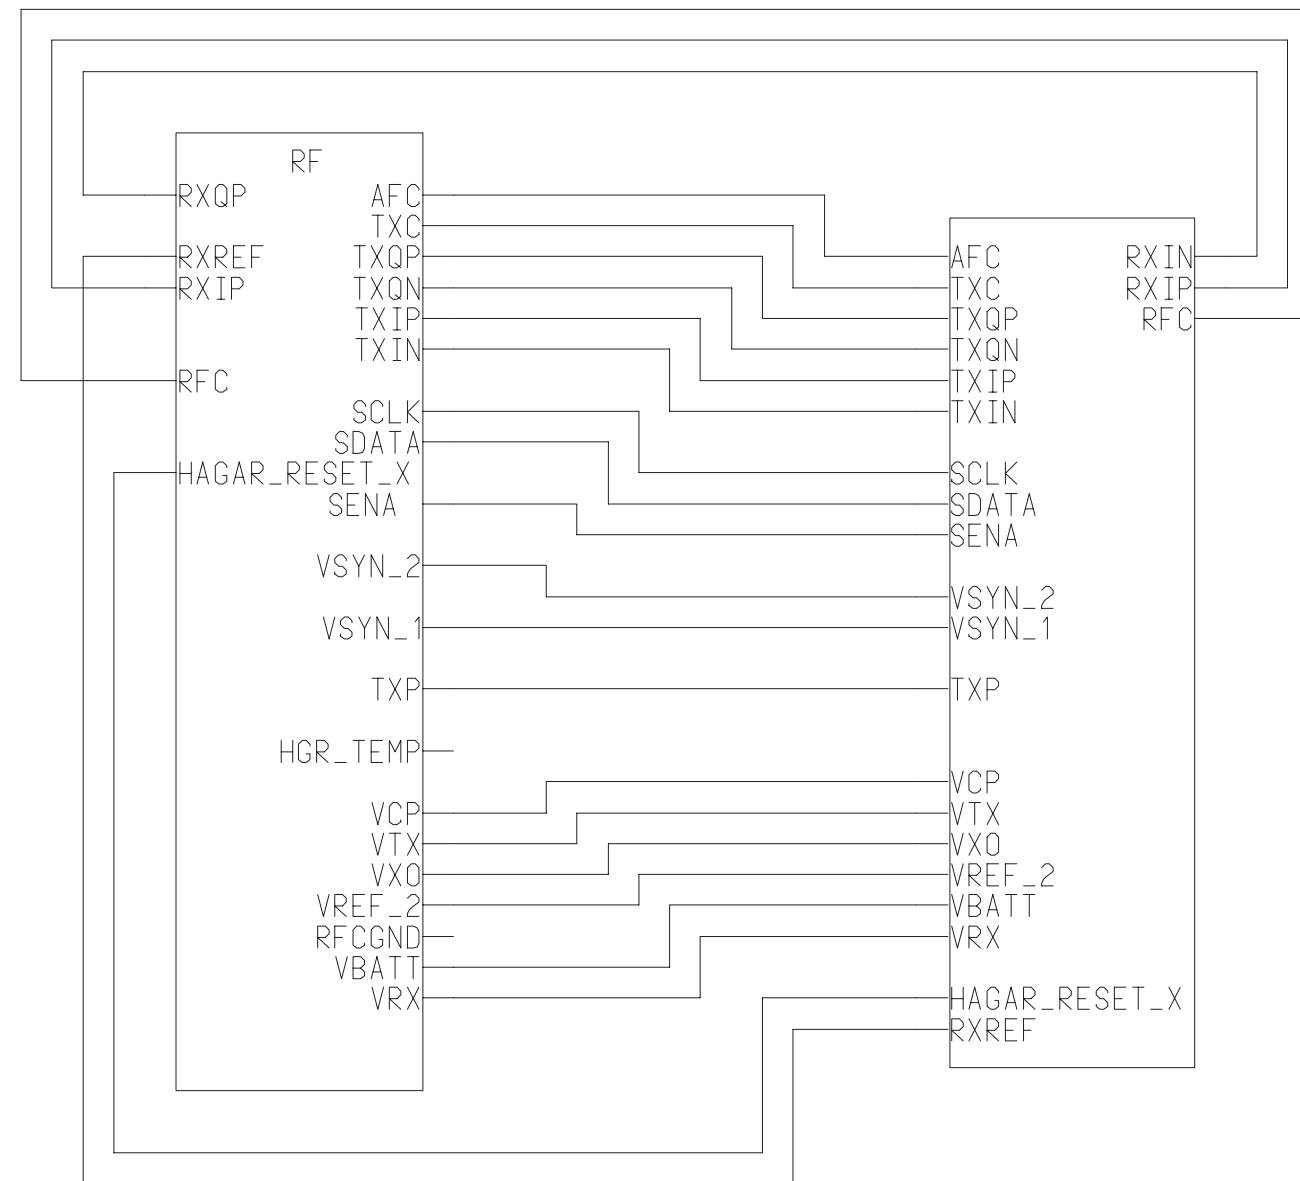 RF
RXQP
AFC
TXC
RXREF
TXQP
RXIP
TXQN
TXIP
TXIN
RFC
SCLK
SDATA
HAGAR_RESET_X
SENA
VSYN_2
VSYN_1
TXP
HGR_TEMP
VCP
VTX
VXO
VREF_2
RFCGND
VBATT
VRX
AFC
RXIN
TXC
RXIP
TXQP
RFC
TXQN
TXIP
TXIN
SCLK
SDATA
SENA
VSYN_2
VSYN_1
TXP
VCP
VTX
VXO
VREF_2
VBATT
VRX
HAGAR_RESET_X
RXREF